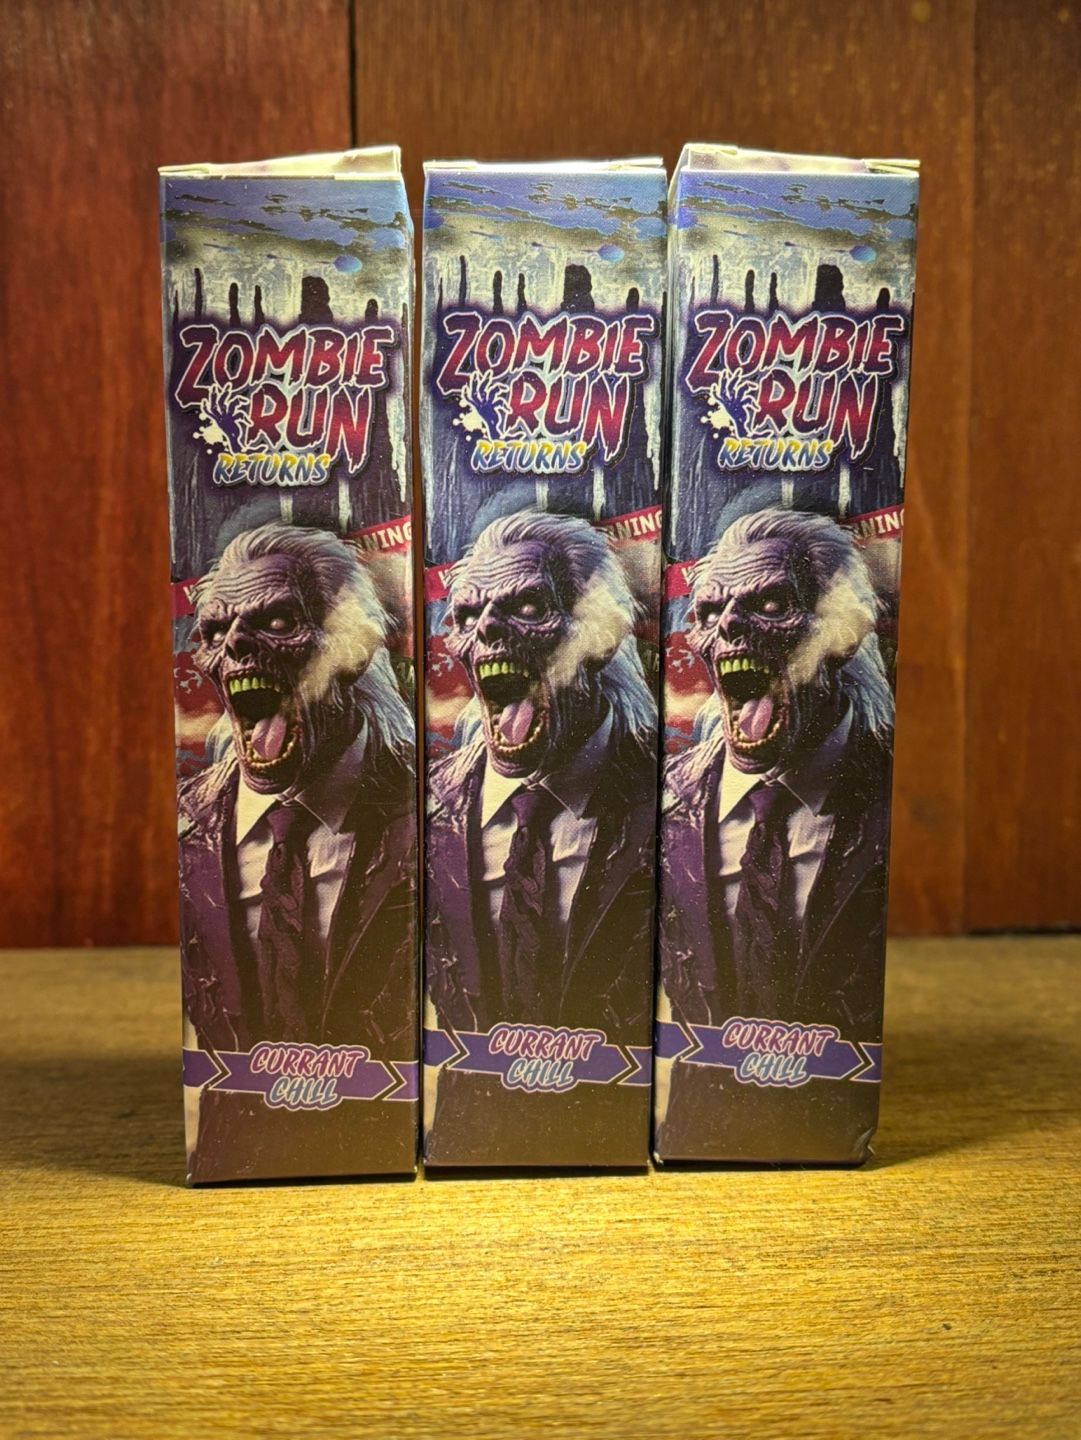 ZOMBIE
RUN
RETURNS
CURRANT
CHILL
ZOMBIE
RUN
RETURNS
CURRANT
CHILL
ZOMBIE
RUN
RETURNS
CURRANT
CHILL